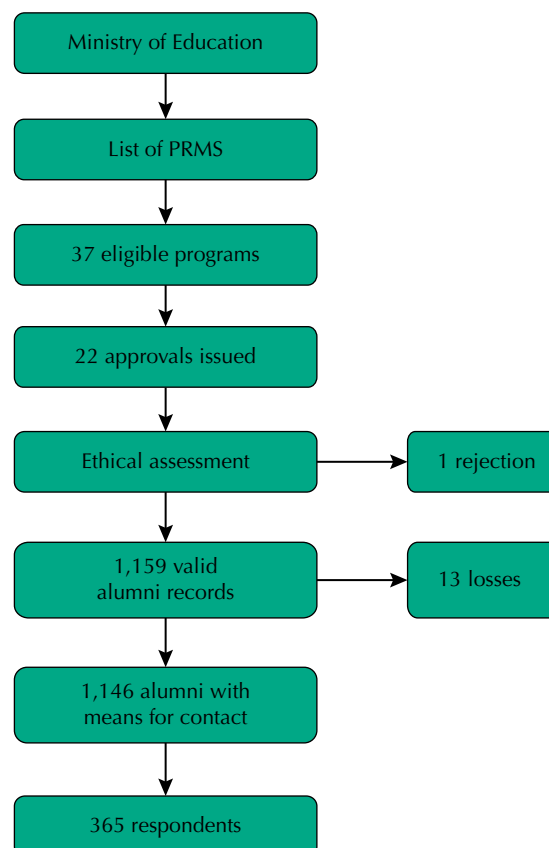 Ministry of Education
List of PRMS
37 eligible programs
22 approvals issued
Ethical assessment
1 rejection
1,159 valid
alumni records
13 losses
1,146 alumni with
means for contact
365 respondents